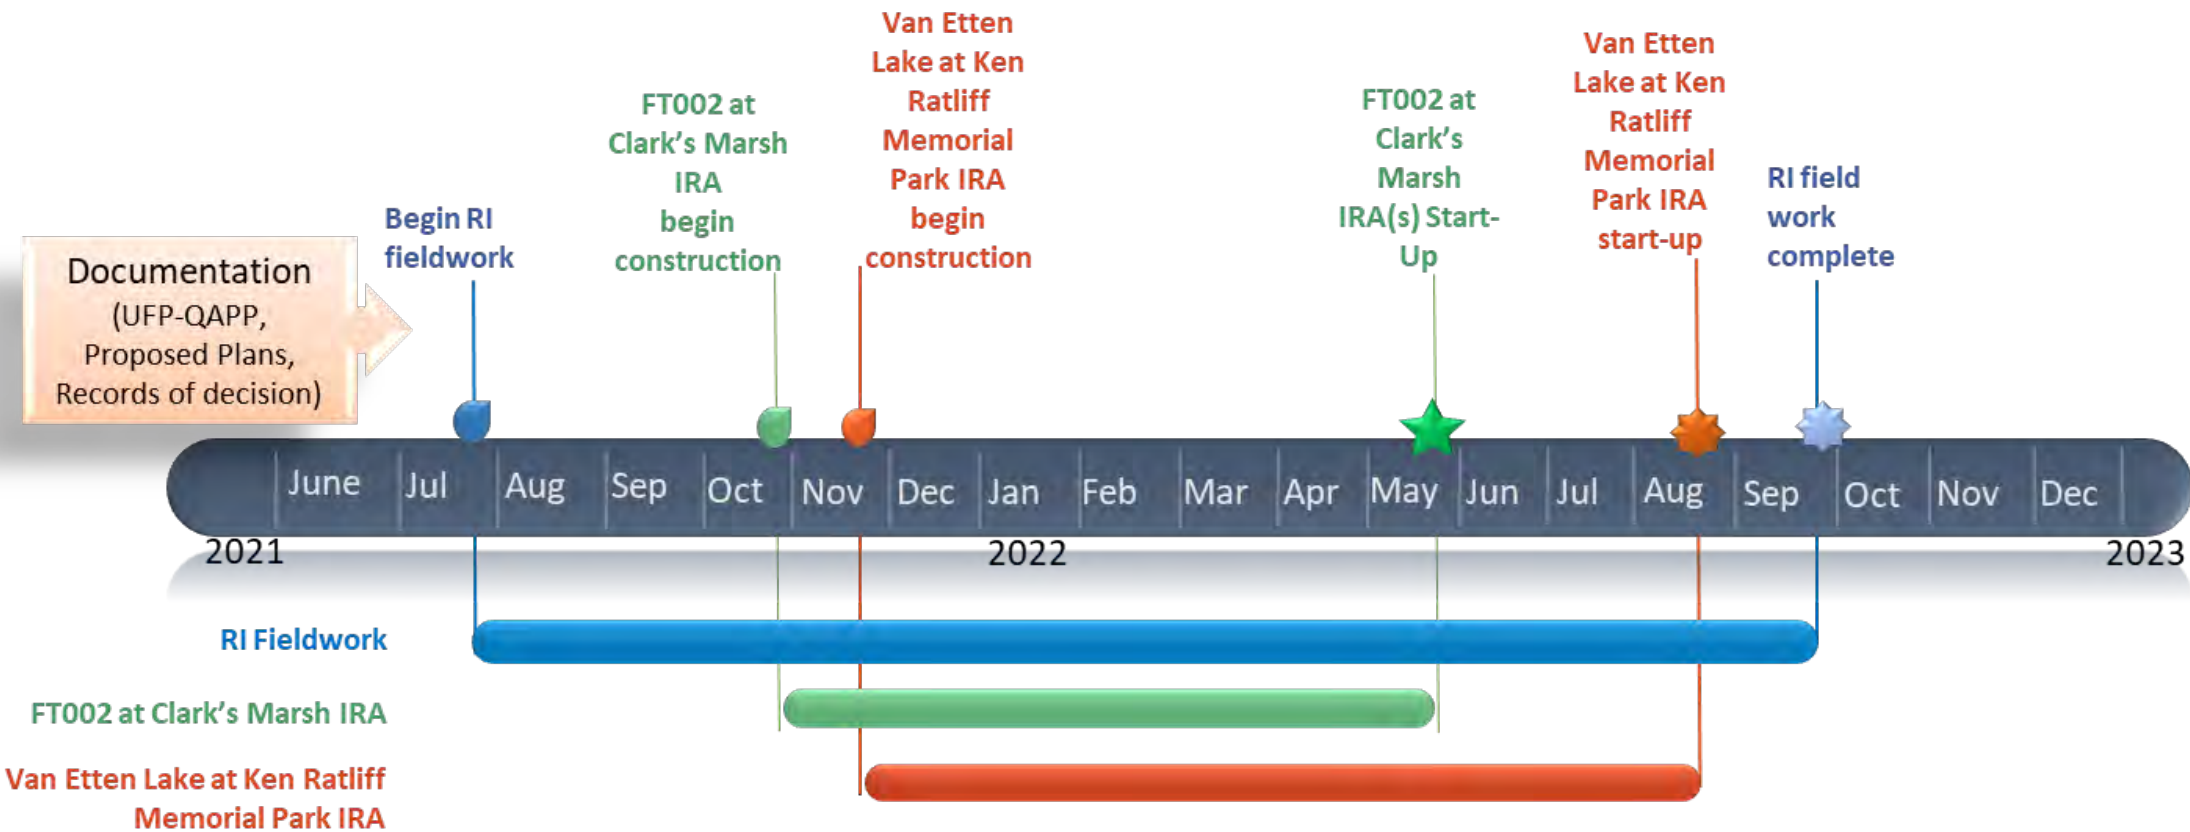 Documentation
(UFP-QAPP,
Proposed Plans,
Records of decision)
Begin RI
fieldwork
FT002 at
Clark's Marsh
IRA
begin
construction
Van Etten
Lake at Ken
Ratliff
Memorial
Park IRA
begin
construction
FT002 at
Clark's
Marsh
IRA(s) Start-
Up
Van Etten
Lake at Ken
Ratliff
Memorial
Park IRA
start-up
RI field
work
complete
June Jul Aug Sep Oct Nov Dec Jan Feb Mar Apr May Jun Jul Aug Sep Oct Nov Dec
2021 2022 2023
RI Fieldwork
FT002 at Clark's Marsh IRA
Van Etten Lake at Ken Ratliff
Memorial Park IRA